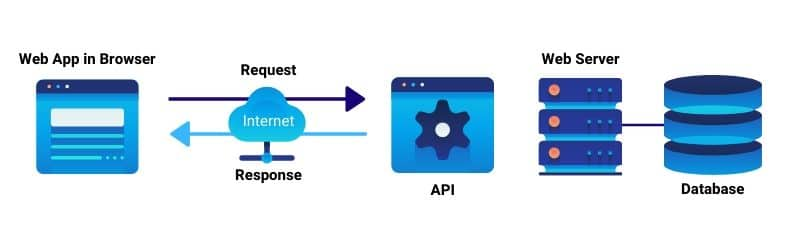 Web App in Browser
Request
Internet
Response
API
Web Server
Database